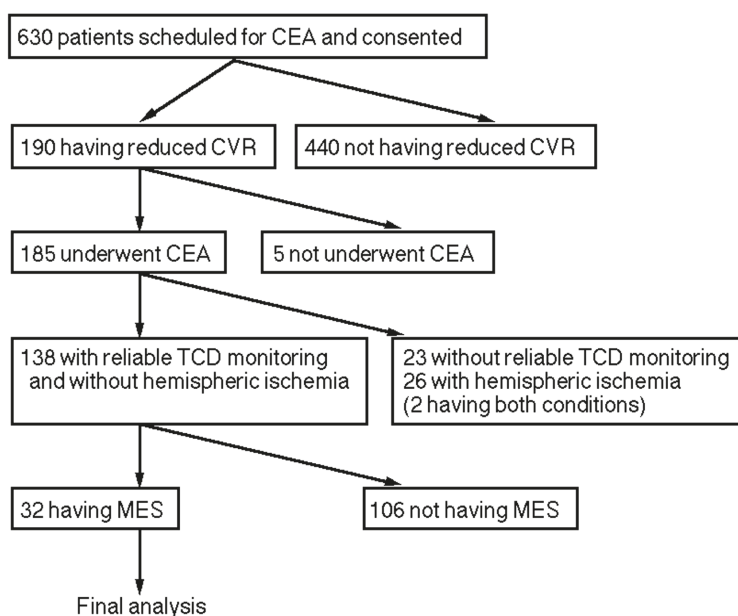 630 patients scheduled for CEA and consented
190 having reduced CVR
440 not having reduced CVR
185 underwent CEA
5 not underwent CEA
138 with reliable TCD monitoring
and without hemispheric ischemia
23 without reliable TCD monitoring
26 with hemispheric ischemia
(2 having both conditions)
32 having MES
106 not having MES
Final analysis